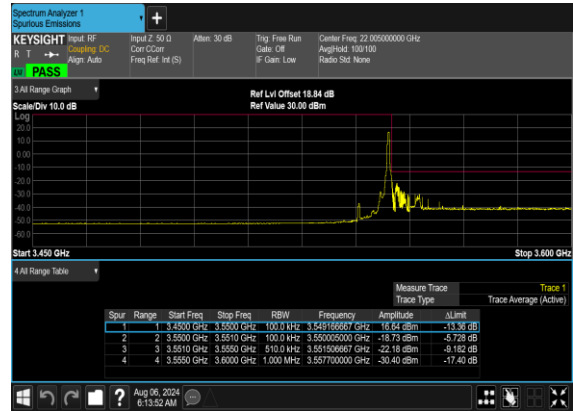 Spectrum Analyzer 1
Spurious Emissions
KEYSIGHT Input: RF Input Z: 50 Ω Atten: 30 dB Trig: Free Run Center Freq: 22.005000000 GHz
R T Coupling: DC Corr CCorr Gate: Off Avg|Hold: 100/100
Align: Auto Freq Ref: Int (S) IF Gain: Low Radio Std: None
LW PASS
3 All Range Graph
Ref Lvl Offset 18.84 dB
Scale/Div 10.0 dB Ref Value 30.00 dBm
Log
20.0
10.0
0.00
-10.0
-20.0
-30.0
-40.0
-50.0
-60.0
Start 3.450 GHz Stop 3.600 GHz
4 All Range Table
Measure Trace Trace 1
Trace Type Trace Average (Active)
Spur Range Start Freq Stop Freq RBW Frequency Amplitude ΔLimit
1 1 3.4500 GHz 3.5500 GHz 100.0 kHz 3.549166667 GHz 16.64 dBm -13.36 dB
2 2 3.5500 GHz 3.5510 GHz 100.0 kHz 3.550005000 GHz -18.73 dBm -5.728 dB
3 3 3.5510 GHz 3.5550 GHz 510.0 kHz 3.551506667 GHz -22.18 dBm -9.182 dB
4 4 3.5550 GHz 3.6000 GHz 1.000 MHz 3.557700000 GHz -30.40 dBm -17.40 dB
? Aug 06, 2024
6:13:52 AM